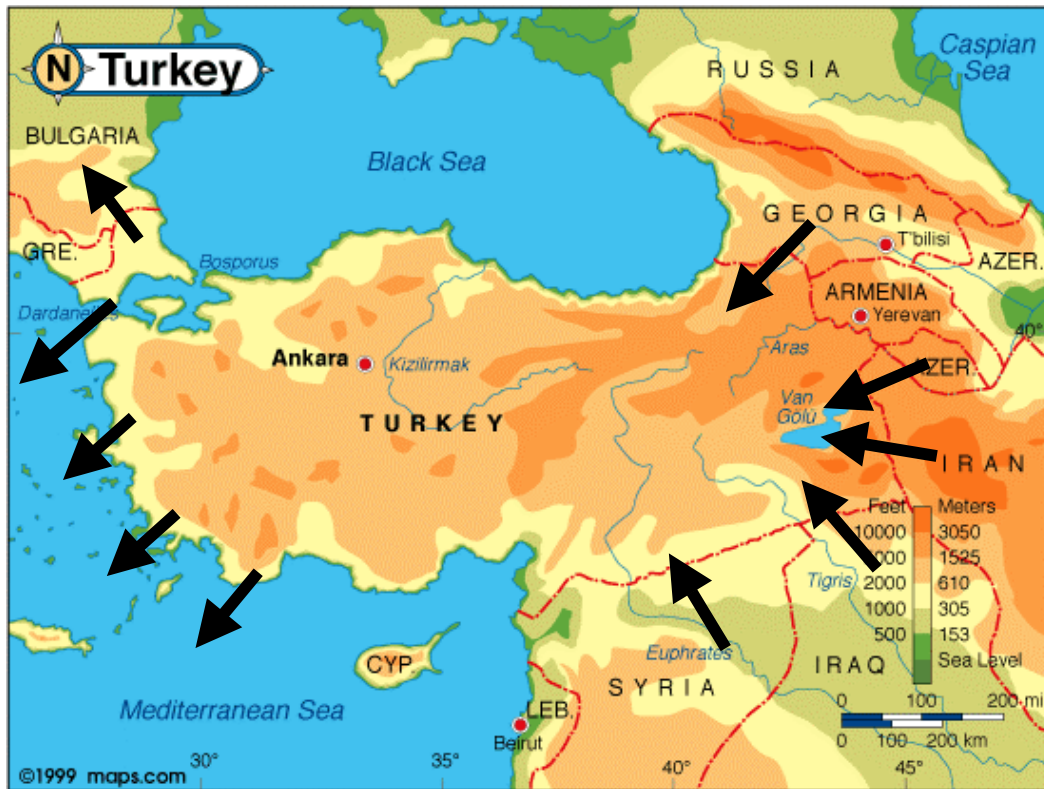 N Turkey
Caspian
Sea
RUSSIA
BULGARIA
Black Sea
GEORGIA
T'bilisi
GRE.
Bosporus
AZER.
ARMENIA
Yerevan
40°
Dardanelles
Ankara
Kizilirmak
Aras
AZER.
Van
Gölü
TURKEY
IRAN
Feet Meters
10000 3050
1525
2000 610
1000 305
500 153
Sea Level
Tigris
Euphrates
IRAQ
CYP
SYRIA
0 100 200 mi
0 100 200 km
Mediterranean Sea
LEB.
Beirut
30° 35° 40° 45°
©1999 maps.com